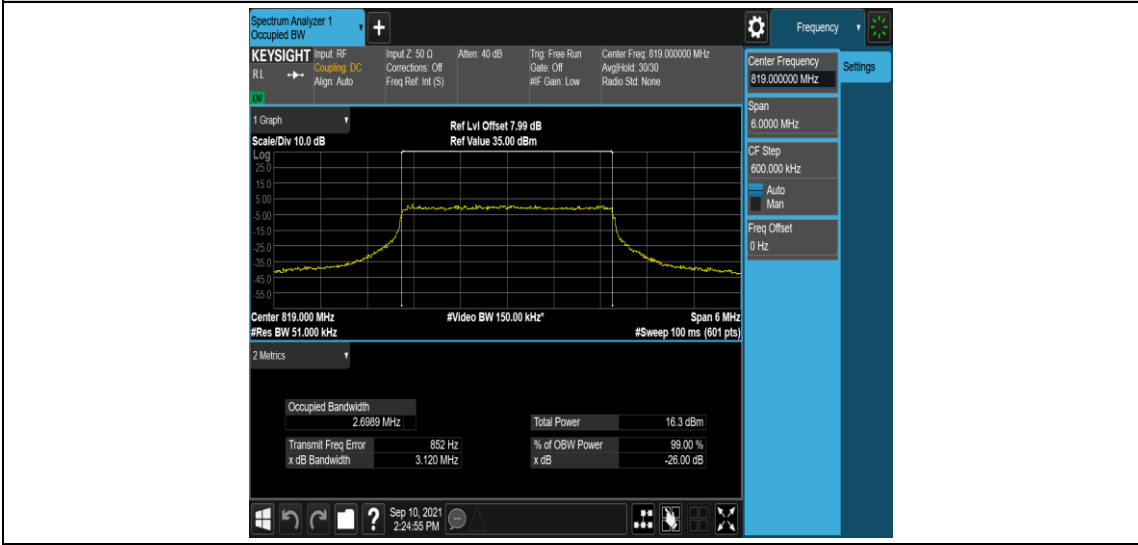 Spectrum Analyzer 1
Occupied BW
+
Frequency
KEYSIGHT
RL
LM
Input: RF
Coupling: DC
Align: Auto
Input Z: 50 Ω
Corrections: Off
Freq Ref: Int (S)
Atten: 40 dB
Trig: Free Run
Gate: Off
#IF Gain: Low
Center Freq: 819.000000 MHz
Avg|Hold: 30/30
Radio Std: None
Center Frequency
819.000000 MHz
Settings
Span
6.0000 MHz
CF Step
600.000 kHz
Auto
Man
Freq Offset
0 Hz
1 Graph
Scale/Div 10.0 dB
Ref Lvl Offset 7.99 dB
Ref Value 35.00 dBm
Log
25.0
15.0
5.00
-5.00
-15.0
-25.0
-35.0
-45.0
-55.0
Center 819.000 MHz
#Res BW 51.000 kHz
#Video BW 150.00 kHz*
Span 6 MHz
#Sweep 100 ms (601 pts)
2 Metrics
Occupied Bandwidth
2.6989 MHz
Transmit Freq Error 852 Hz
x dB Bandwidth 3.120 MHz
Total Power 16.3 dBm
% of OBW Power 99.00 %
x dB -26.00 dB
?
Sep 10, 2021
2:24:55 PM